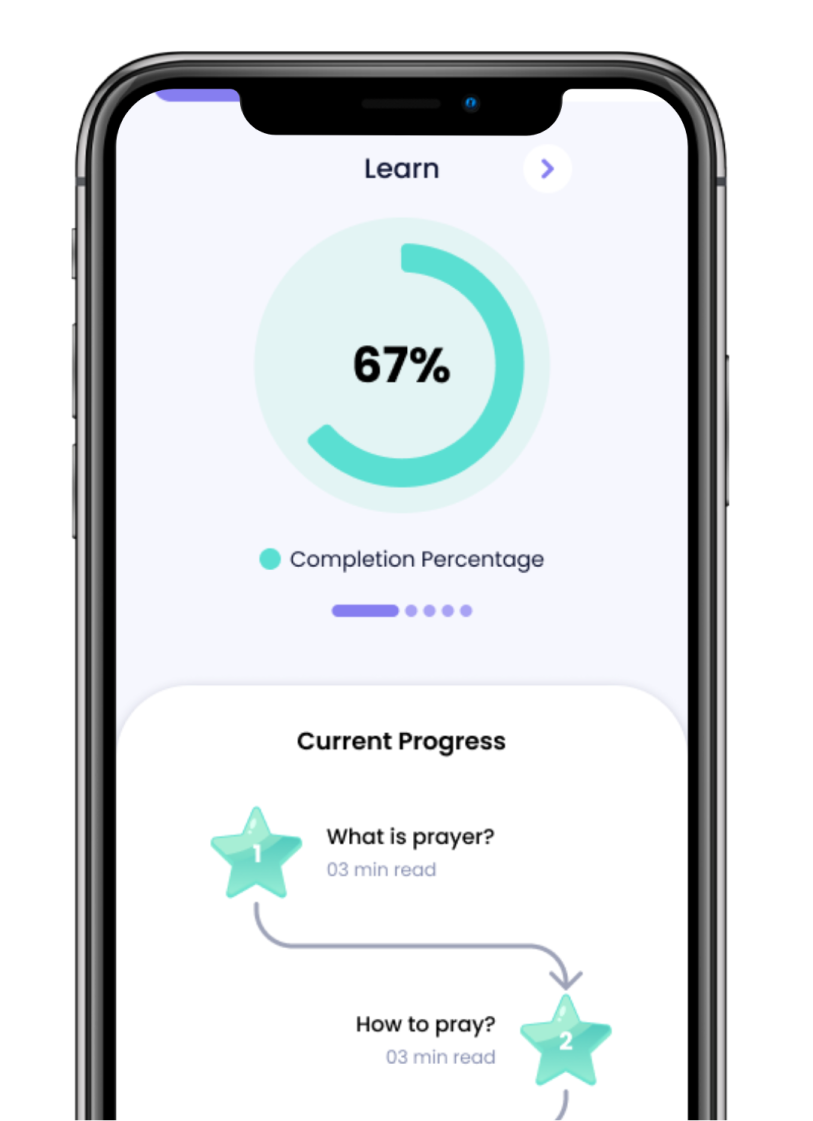 Learn
67%
Completion Percentage
Current Progress
1
What is prayer?
03 min read
How to pray?
2
03 min read